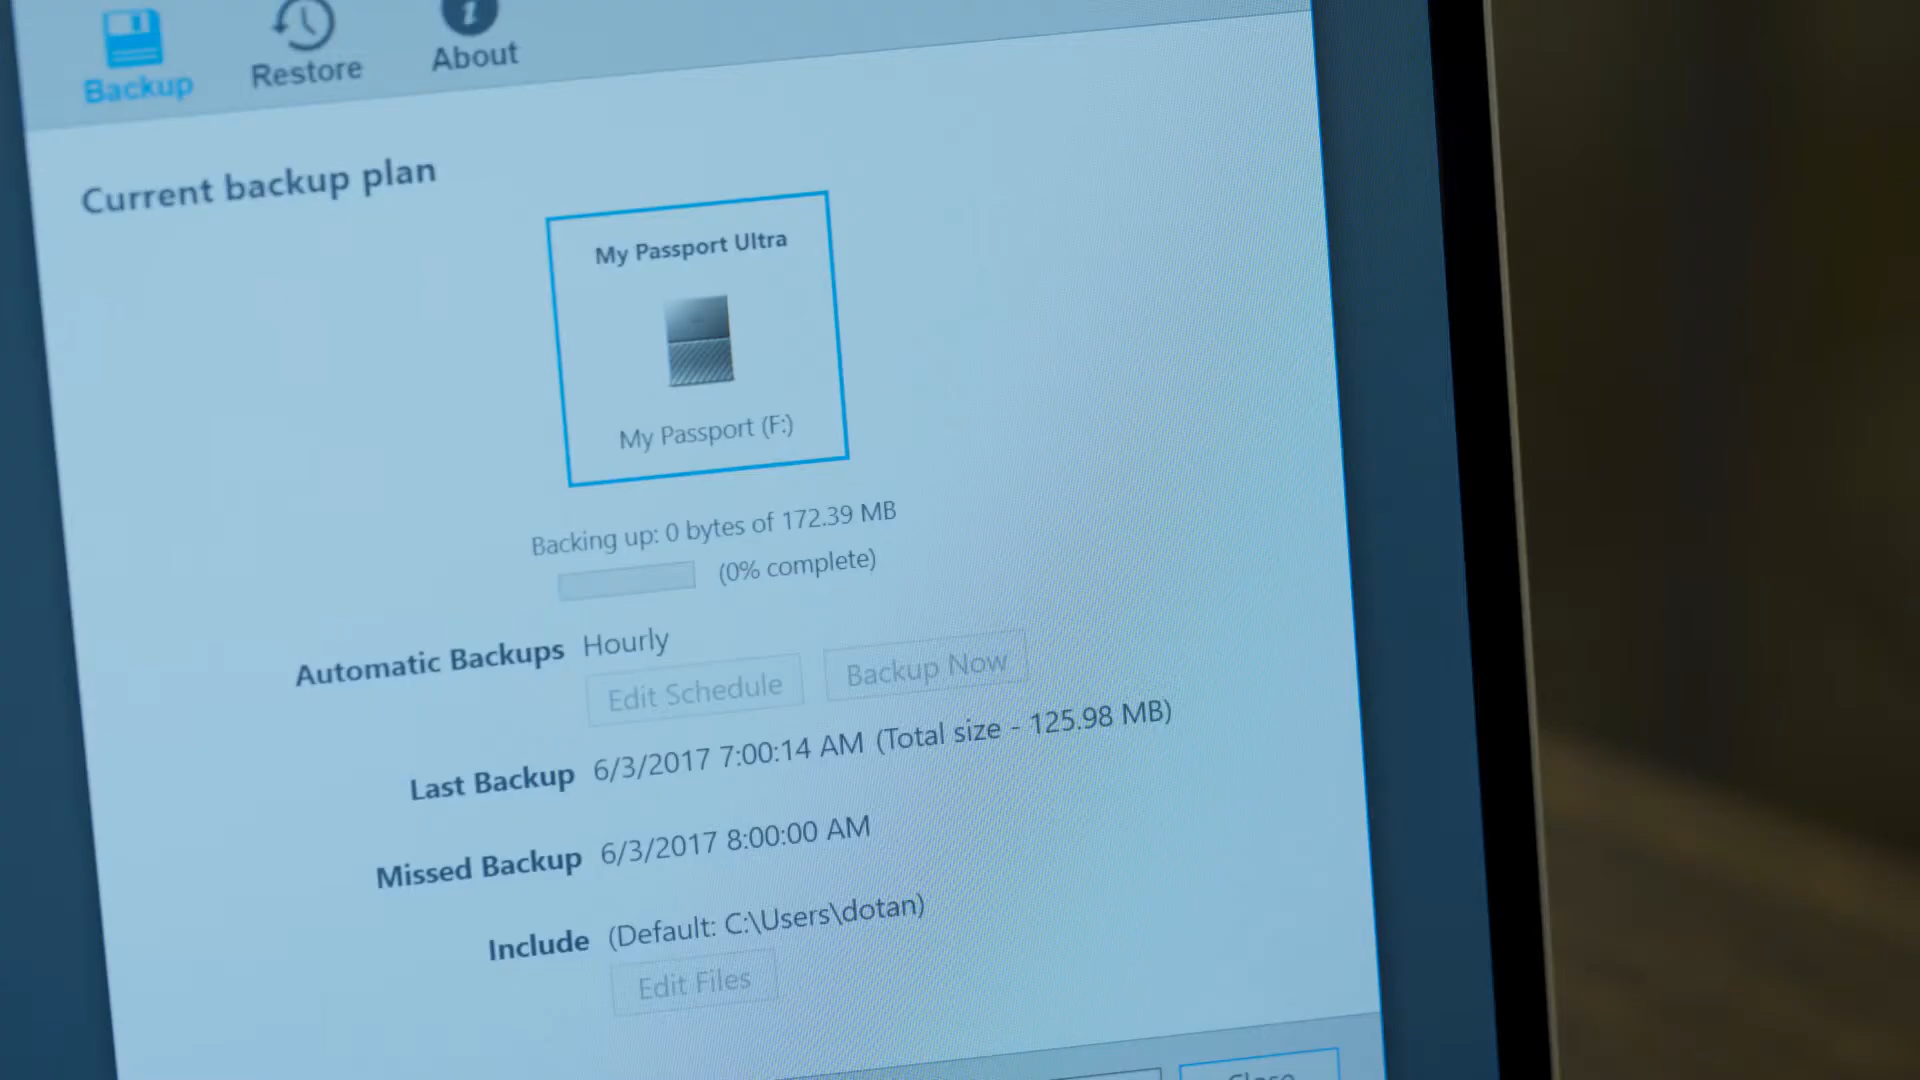 Backup
Restore
About
Current backup plan
My Passport Ultra
My Passport (F:)
Backing up: 0 bytes of 172.39 MB
(0% complete)
Automatic Backups Hourly
Edit Schedule Backup Now
Last Backup 6/3/2017 7:00:14 AM (Total size - 125.98 MB)
Missed Backup 6/3/2017 8:00:00 AM
Include (Default: C:\Users\dotan)
Edit Files
Close